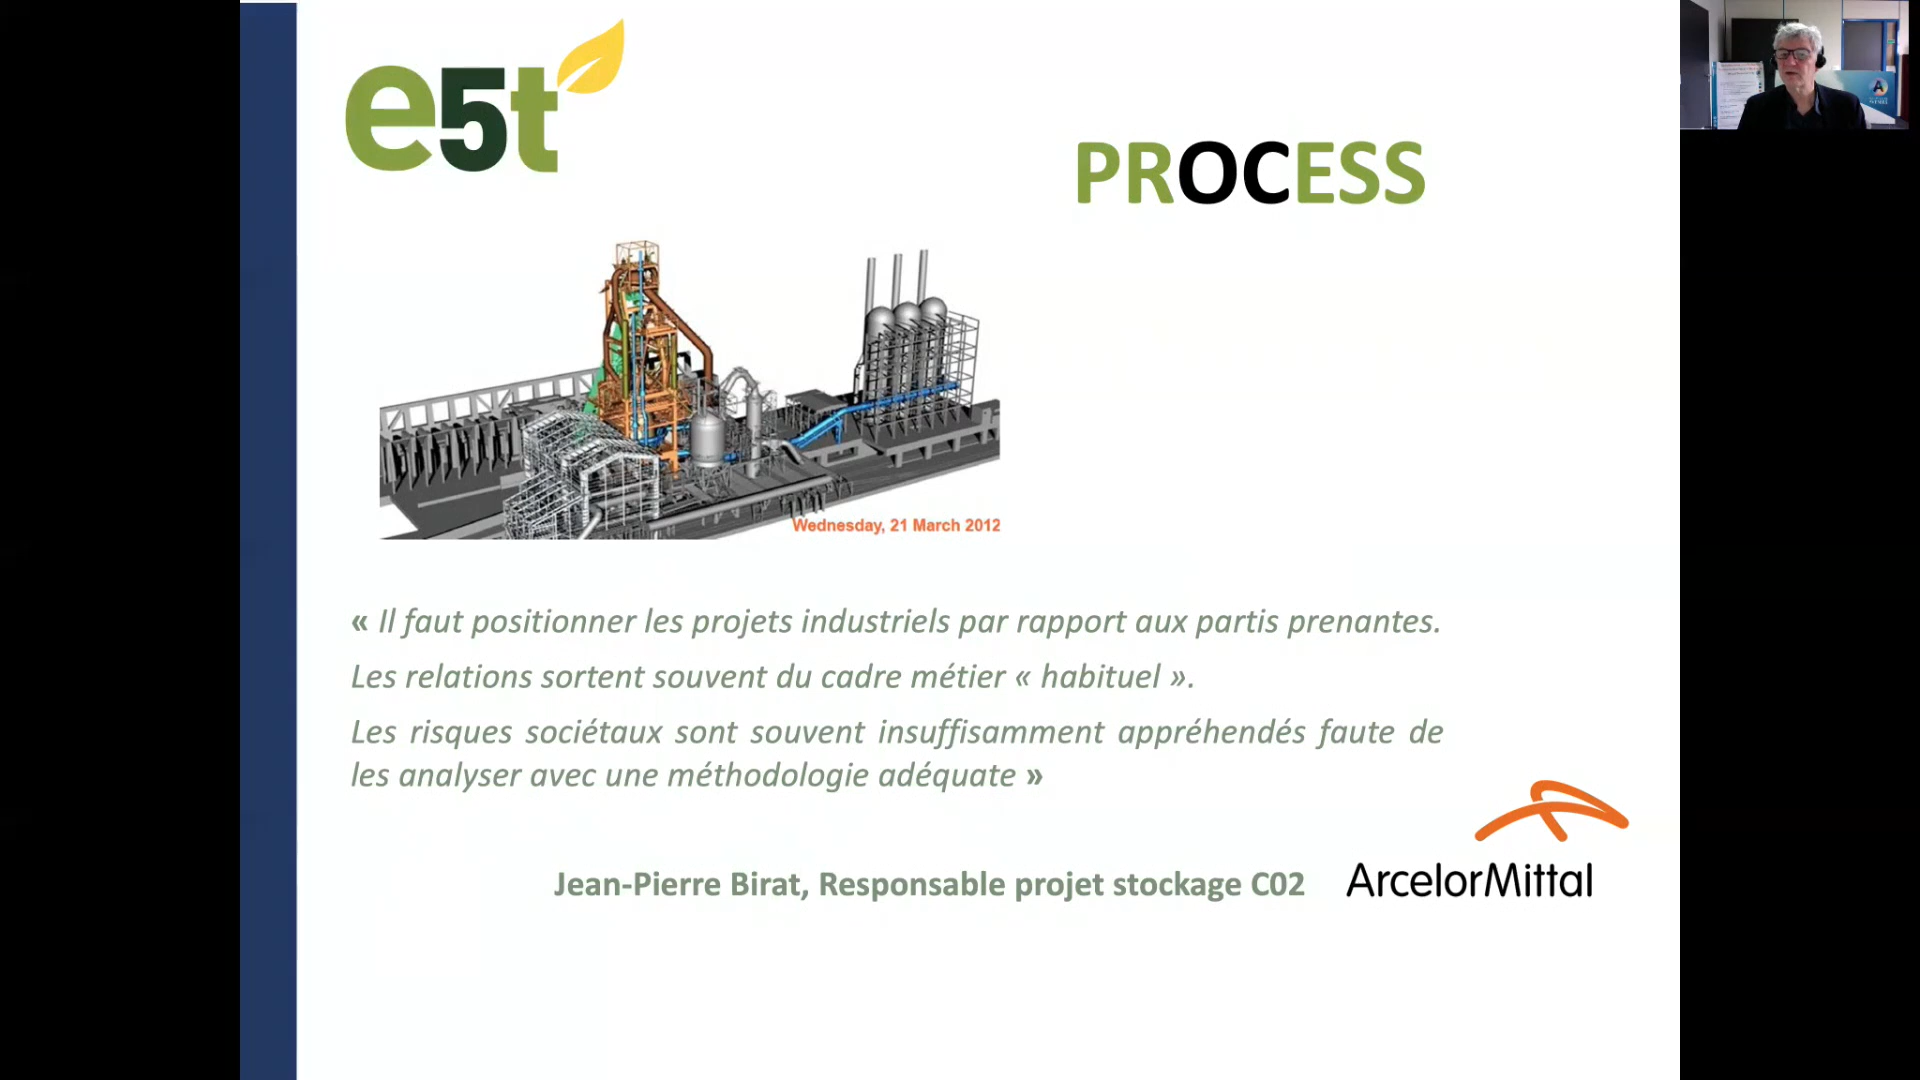 e5t
PROCESS
Wednesday, 21 March 2012
« Il faut positionner les projets industriels par rapport aux partis prenantes.
Les relations sortent souvent du cadre métier « habituel ».
Les risques sociétaux sont souvent insuffisamment appréhendés faute de
les analyser avec une méthodologie adéquate »
Jean-Pierre Birat, Responsable projet stockage C02
ArcelorMittal